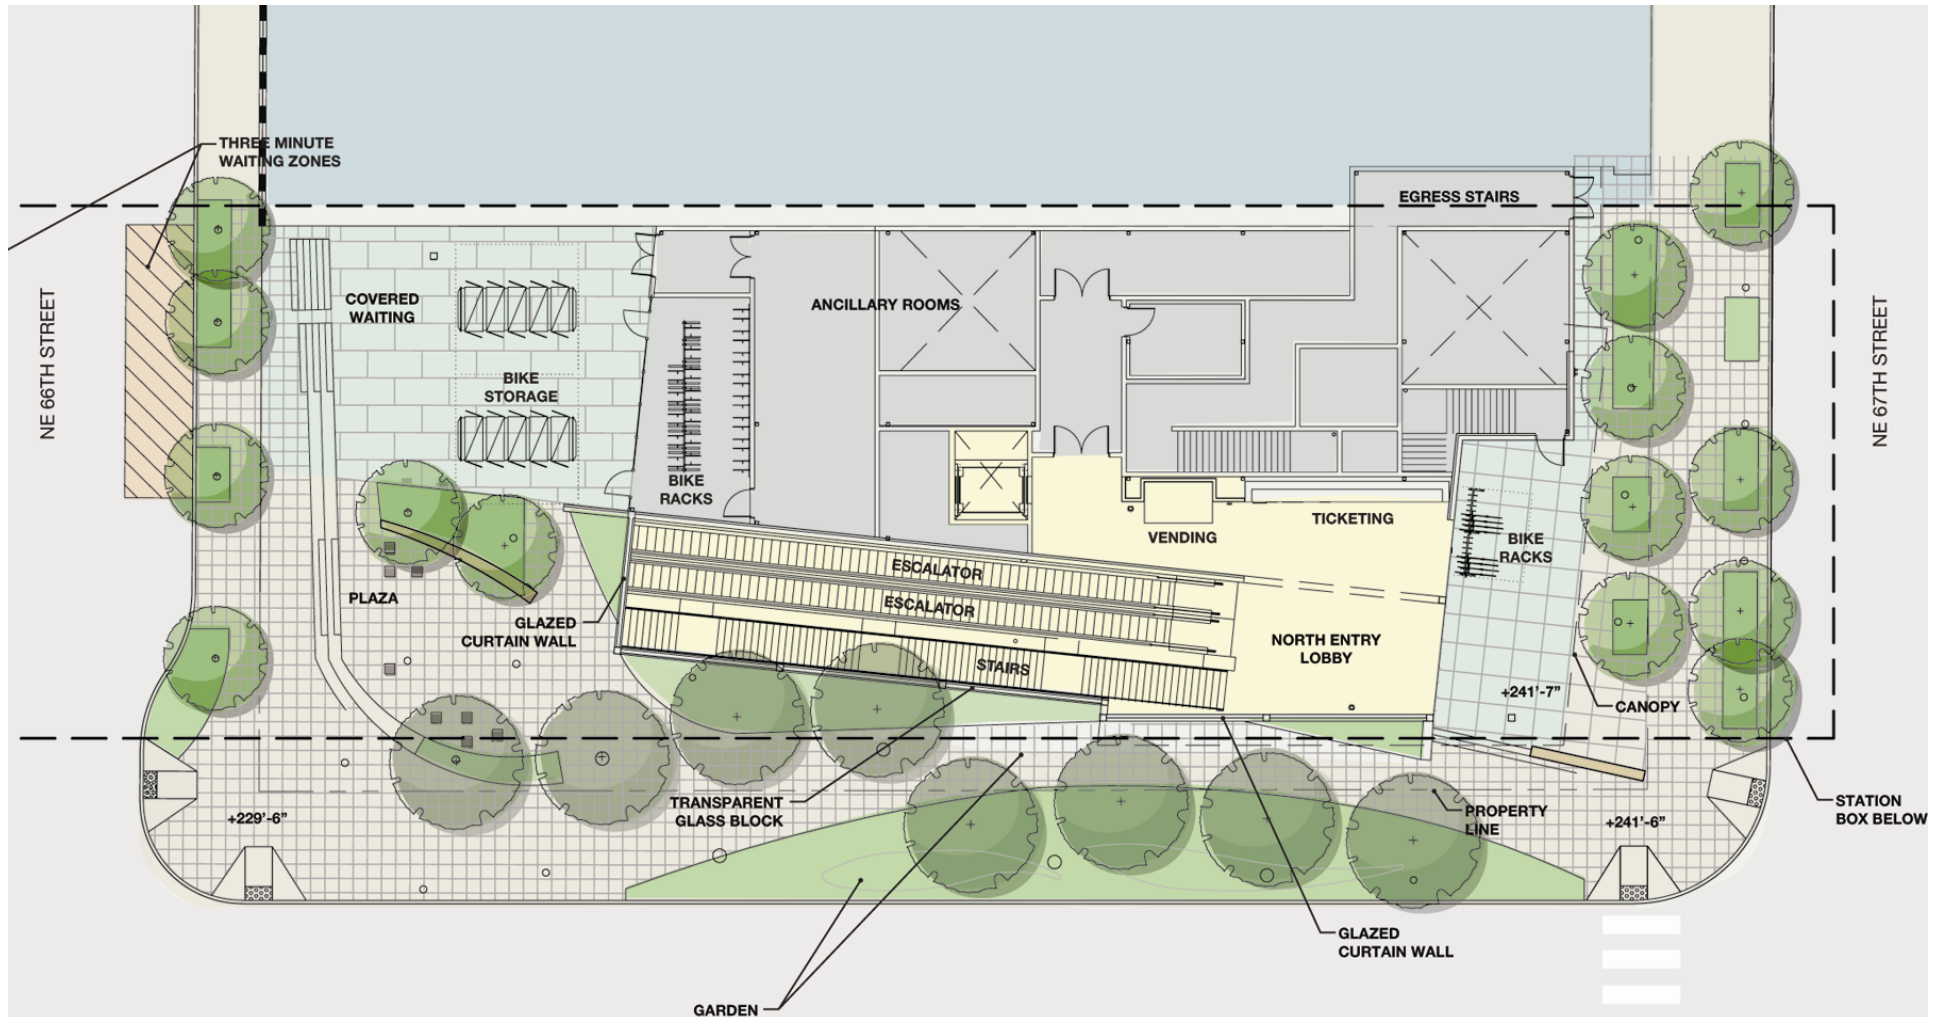 THREE MINUTE
WAITING ZONES
EGRESS STAIRS
NE 66TH STREET
COVERED
WAITING
ANCILLARY ROOMS
NE 67TH STREET
BIKE
STORAGE
BIKE
RACKS
TICKETING
VENDING
BIKE
RACKS
ESCALATOR
ESCALATOR
PLAZA
GLAZED
CURTAIN WALL
NORTH ENTRY
LOBBY
STAIRS
+241'-7"
CANOPY
TRANSPARENT
GLASS BLOCK
PROPERTY
LINE
STATION
BOX BELOW
+229'-6"
+241'-6"
GLAZED
CURTAIN WALL
GARDEN